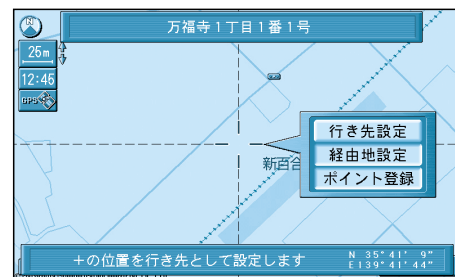 万福寺1丁目1番1号
N
25m
12:45
GPS
新百合
行き先設定
経由地設定
ポイント登録
+の位置を行き先として設定します
N 35°41' 9"
E139°41'44"